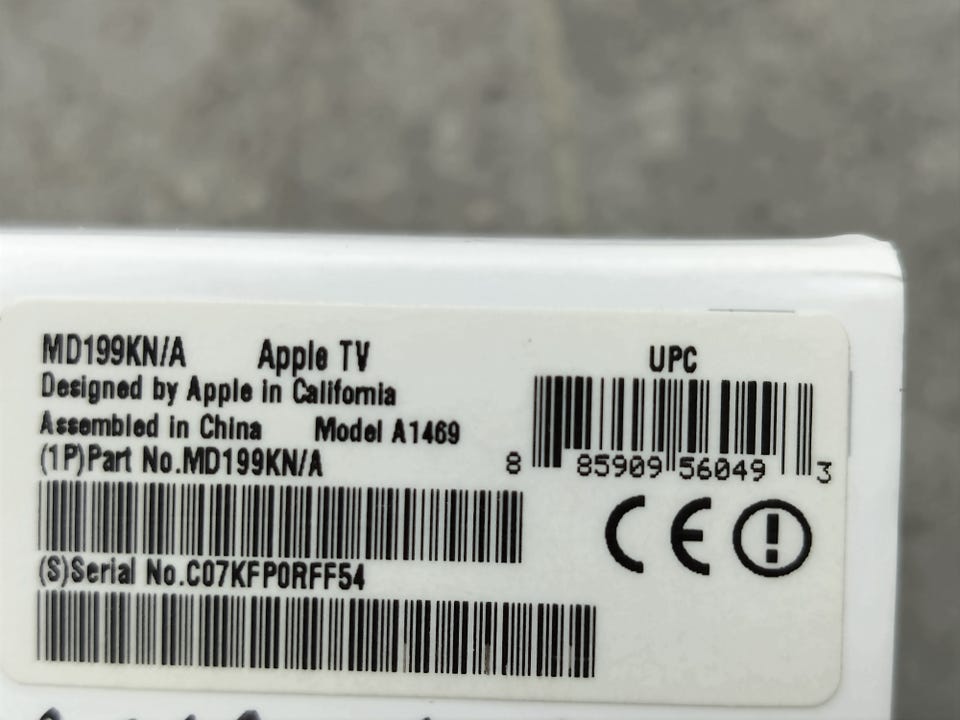 MD199KN/A Apple TV
Designed by Apple in California
Assembled in China Model A1469
(1P)Part No.MD199KN/A
(S)Serial No.C07KFP0RFF54
UPC
8 85909 56049 3
CE